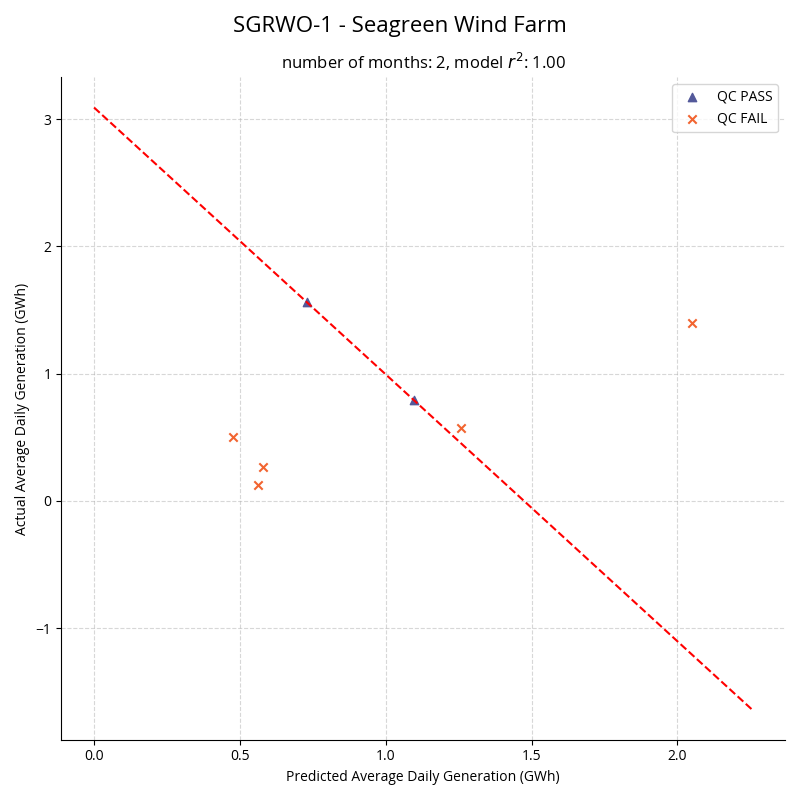 SGRWO-1 - Seagreen Wind Farm
number of months: 2, model r²: 1.00
QC PASS
QC FAIL
3
2
1
0
−1
Actual Average Daily Generation (GWh)
0.0 0.5 1.0 1.5 2.0
Predicted Average Daily Generation (GWh)